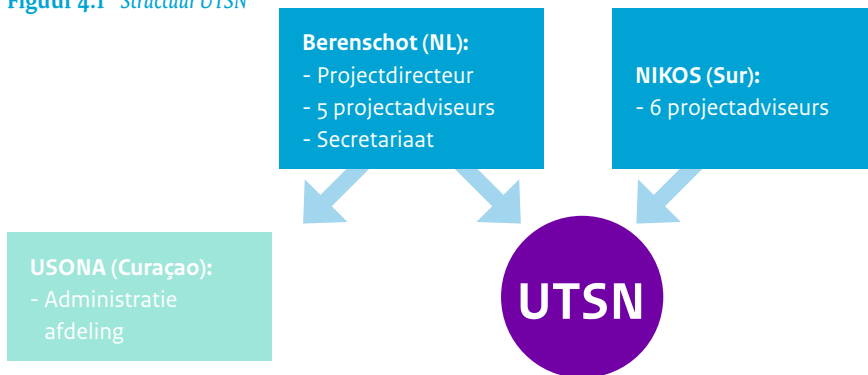 Figuur 4.1 Structuur UTSN
Berenschot (NL):
- Projectdirecteur
- 5 projectadviseurs
- Secretariaat
NIKOS (Sur):
- 6 projectadviseurs
USONA (Curaçao):
- Administratie
afdeling
UTSN